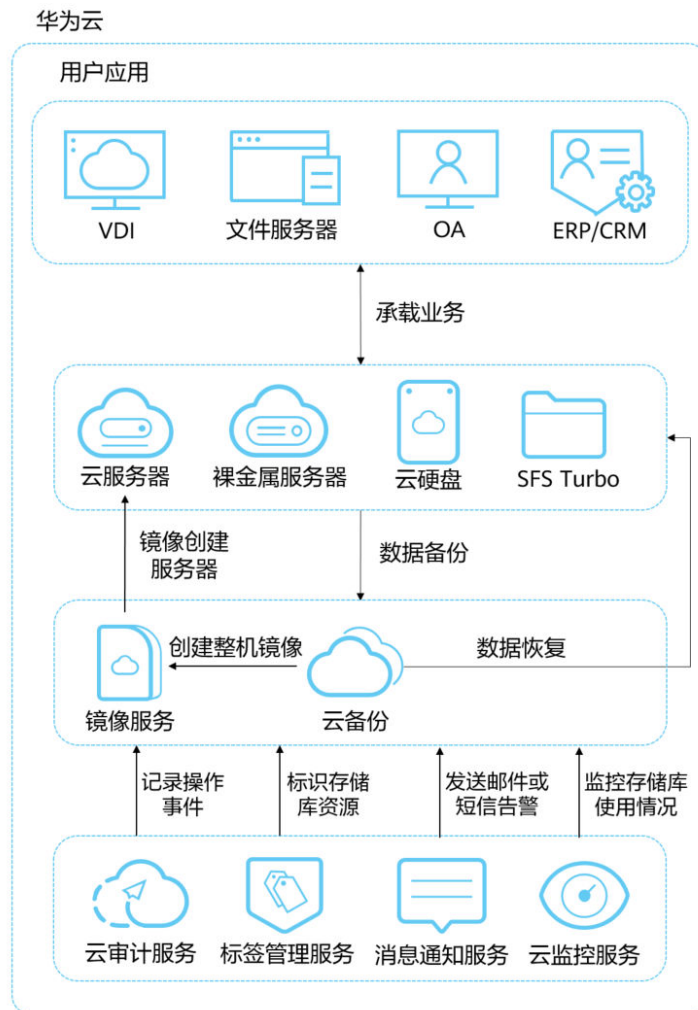 华为云
用户应用
VDI
文件服务器
OA
ERP/CRM
承载业务
云服务器
裸金属服务器
云硬盘
SFS Turbo
镜像创建
服务器
数据备份
创建整机镜像
数据恢复
镜像服务
云备份
记录操作
事件
标识存储
库资源
发送邮件或
短信告警
监控存储库
使用情况
云审计服务
标签管理服务
消息通知服务
云监控服务